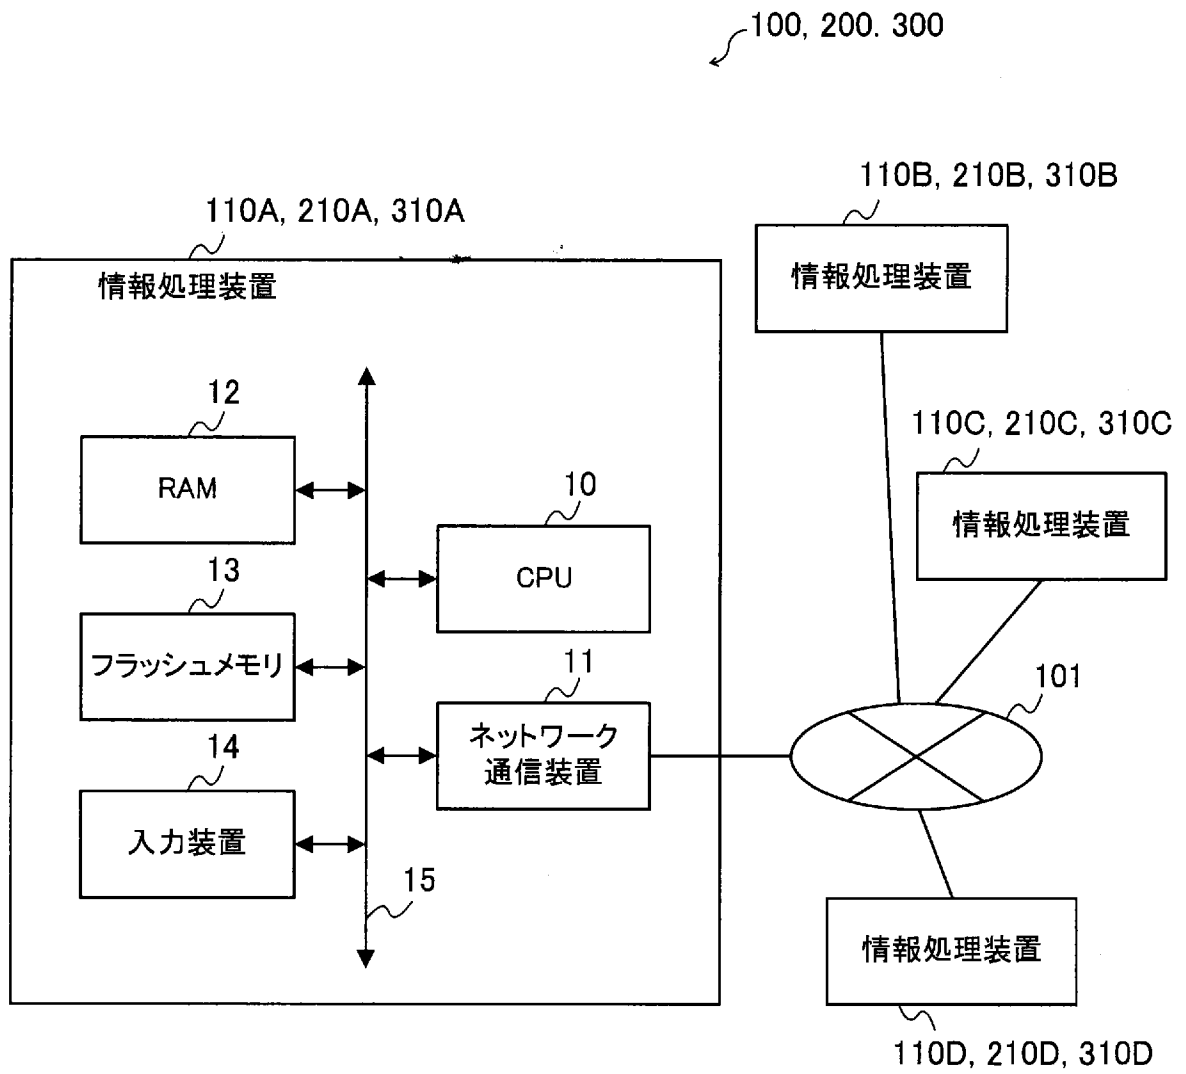 100, 200. 300
110B, 210B, 310B
110A, 210A, 310A
情報処理装置
情報処理装置
12
RAM
110C, 210C, 310C
情報処理装置
10
CPU
13
フラッシュメモリ
11
ネットワーク
通信装置
101
14
入力装置
15
情報処理装置
110D, 210D, 310D